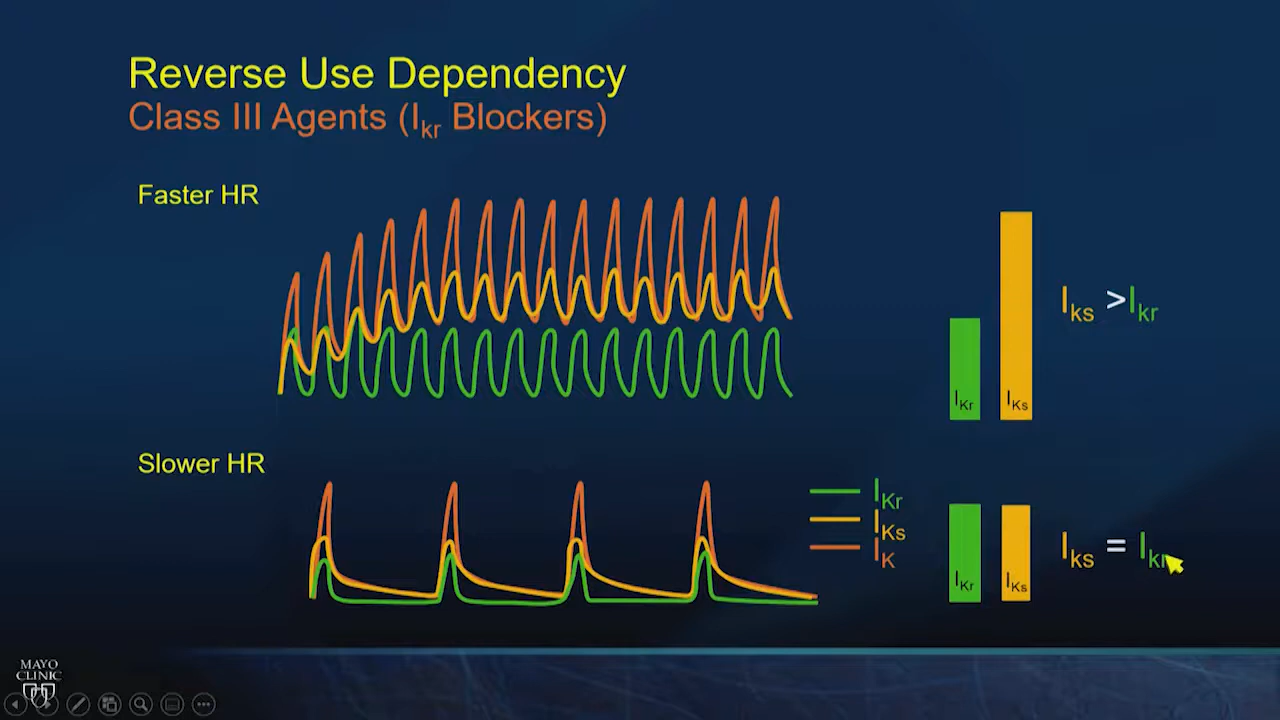 Reverse Use Dependency
Class III Agents (Ikr Blockers)
Faster HR
Iks >Ikr
IKr
IKs
Slower HR
IKr
IKs
IK
Iks = Ikr
IKr
IKs
MAYO
CLINIC